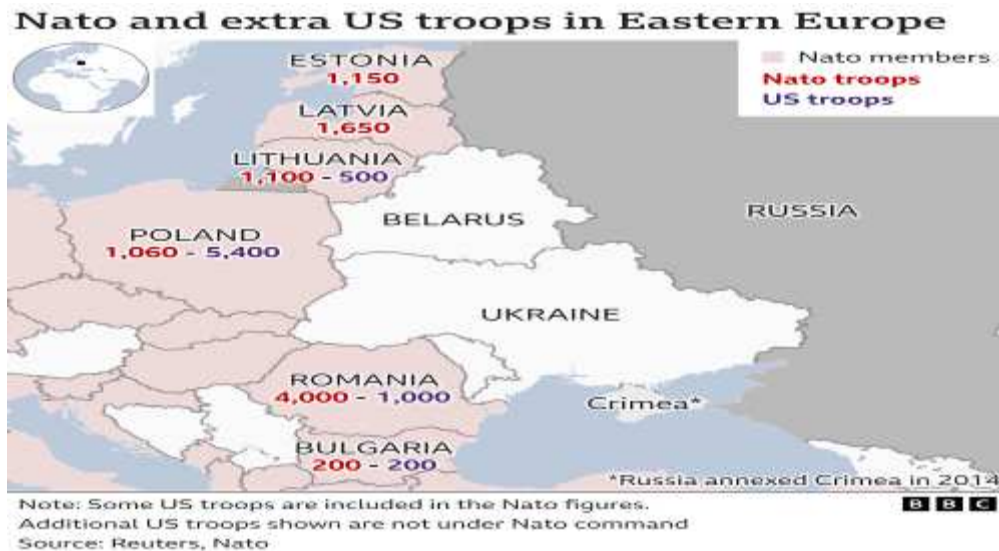 Nato and extra US troops in Eastern Europe
Nato members
Nato troops
US troops
ESTONIA
1,150
LATVIA
1,650
LITHUANIA
1,100 - 500
BELARUS
RUSSIA
POLAND
1,060 - 5,400
UKRAINE
ROMANIA
4,000 - 1,000
Crimea*
BULGARIA
200 - 200
*Russia annexed Crimea in 2014
Note: Some US troops are included in the Nato figures.
Additional US troops shown are not under Nato command
Source: Reuters, Nato
BBC